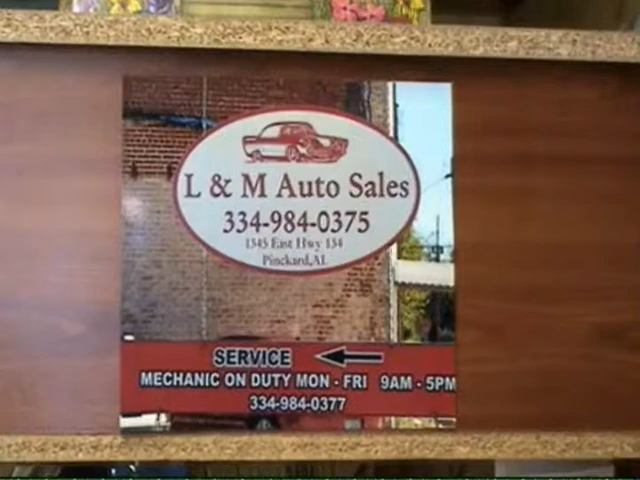 L & M Auto Sales
334-984-0375
1345 East Hwy 134
Pinckard, AL
SERVICE
MECHANIC ON DUTY MON - FRI 9AM - 5PM
334-984-0377